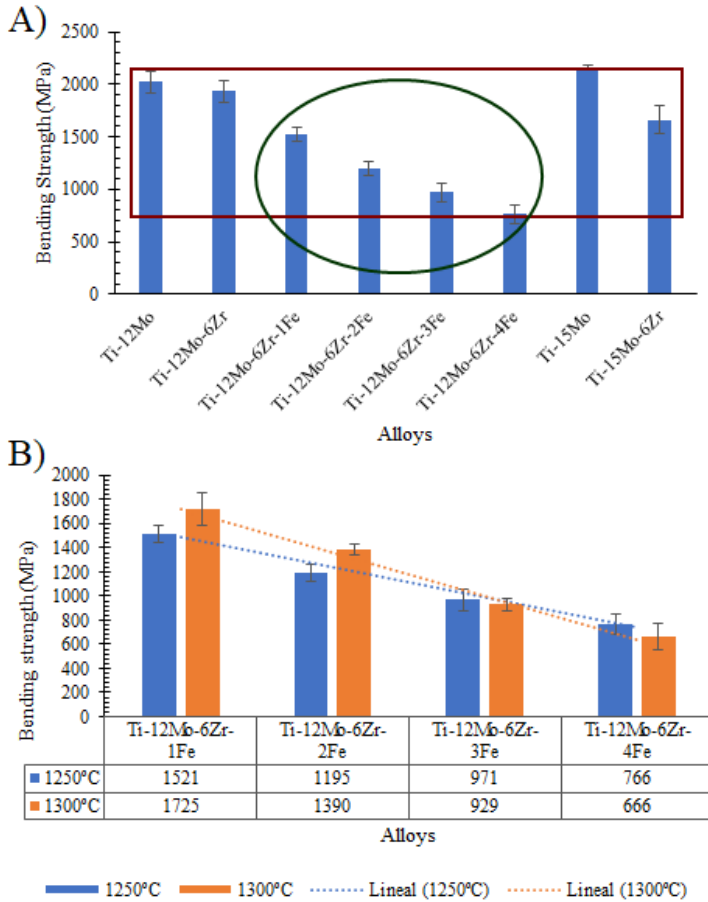 A)
Bending Strength (MPa)
2500
2000
1500
1000
500
0
Ti-12Mo
Ti-12Mo-6Zr
Ti-12Mo-6Zr-1Fe
Ti-12Mo-6Zr-2Fe
Ti-12Mo-6Zr-3Fe
Ti-12Mo-6Zr-4Fe
Ti-15Mo
Ti-15Mo-6Zr
Alloys
B)
Bending strength (MPa)
2000
1800
1600
1400
1200
1000
800
600
400
200
0
Ti-12Mo-6Zr-
1Fe
Ti-12Mo-6Zr-
2Fe
Ti-12Mo-6Zr-
3Fe
Ti-12Mo-6Zr-
4Fe
1250ºC 1521 1195 971 766
1300ºC 1725 1390 929 666
Alloys
1250ºC 1300ºC Lineal (1250ºC) Lineal (1300ºC)